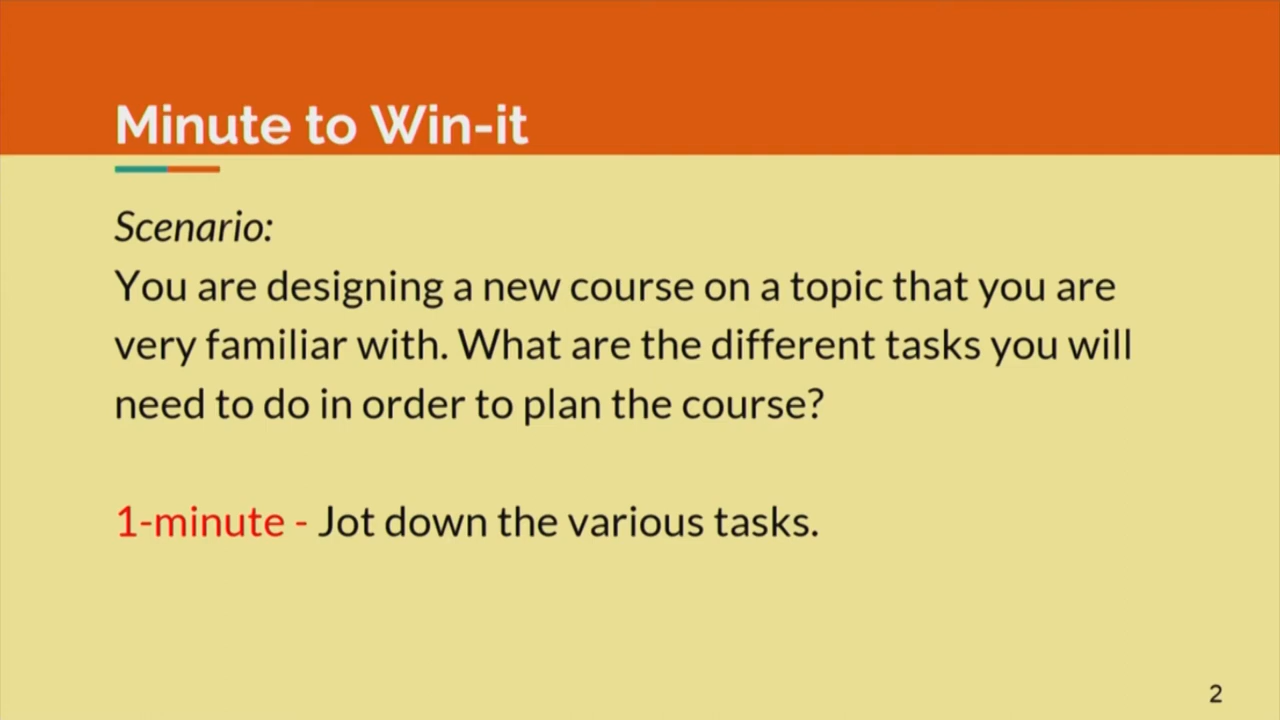 Minute to Win-it
Scenario:
You are designing a new course on a topic that you are
very familiar with. What are the different tasks you will
need to do in order to plan the course?
1-minute - Jot down the various tasks.
2